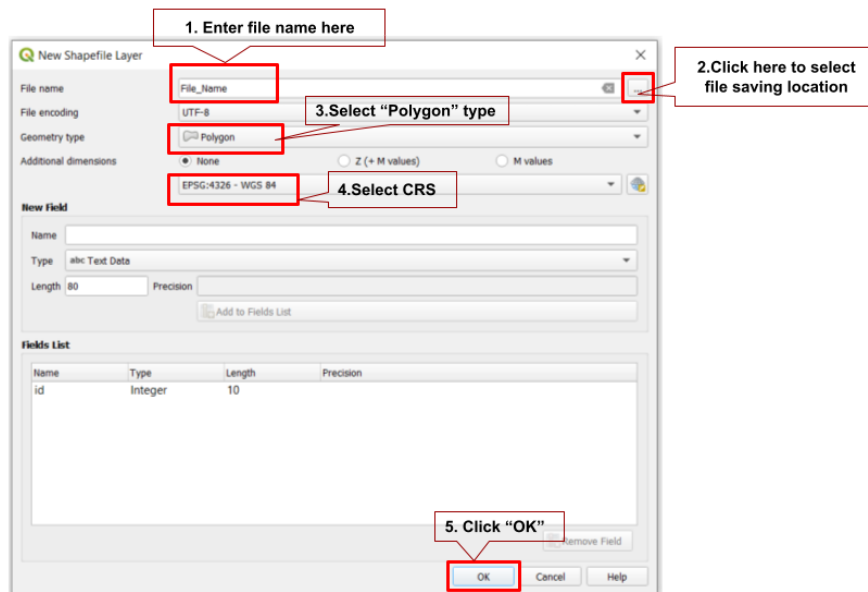 1. Enter file name here
New Shapefile Layer
2.Click here to select
file saving location
File name
File_Name
...
File encoding
UTF-8
3.Select “Polygon” type
Geometry type
Polygon
Additional dimensions
None
Z (+ M values)
M values
EPSG:4326 - WGS 84
4.Select CRS
New Field
Name
Type
abc Text Data
Length
80
Precision
Add to Fields List
Fields List
Name Type Length Precision
id Integer 10
5. Click “OK”
Remove Field
OK
Cancel
Help